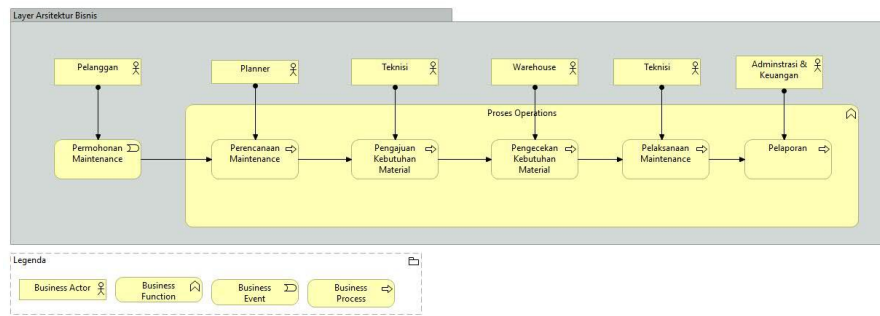 Layer Arsitektur Bisnis
Pelanggan
Planner
Teknisi
Warehouse
Teknisi
Adminstrasi &
Keuangan
Proses Operations
Permohonan
Maintenance
Perencanaan
Maintenance
Pengajuan
Kebutuhan
Material
Pengecekan
Kebutuhan
Material
Pelaksanaan
Maintenance
Pelaporan
Legenda
Business Actor
Business
Function
Business
Event
Business
Process